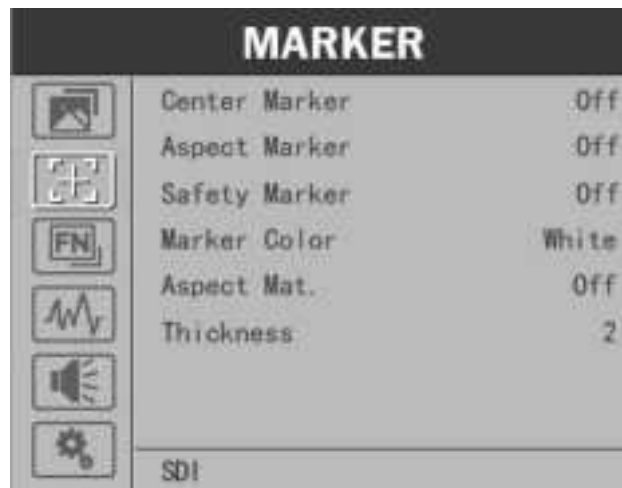 MARKER
Center Marker Off
Aspect Marker Off
Safety Marker Off
FN Marker Color White
Aspect Mat. Off
Thickness 2
SDI